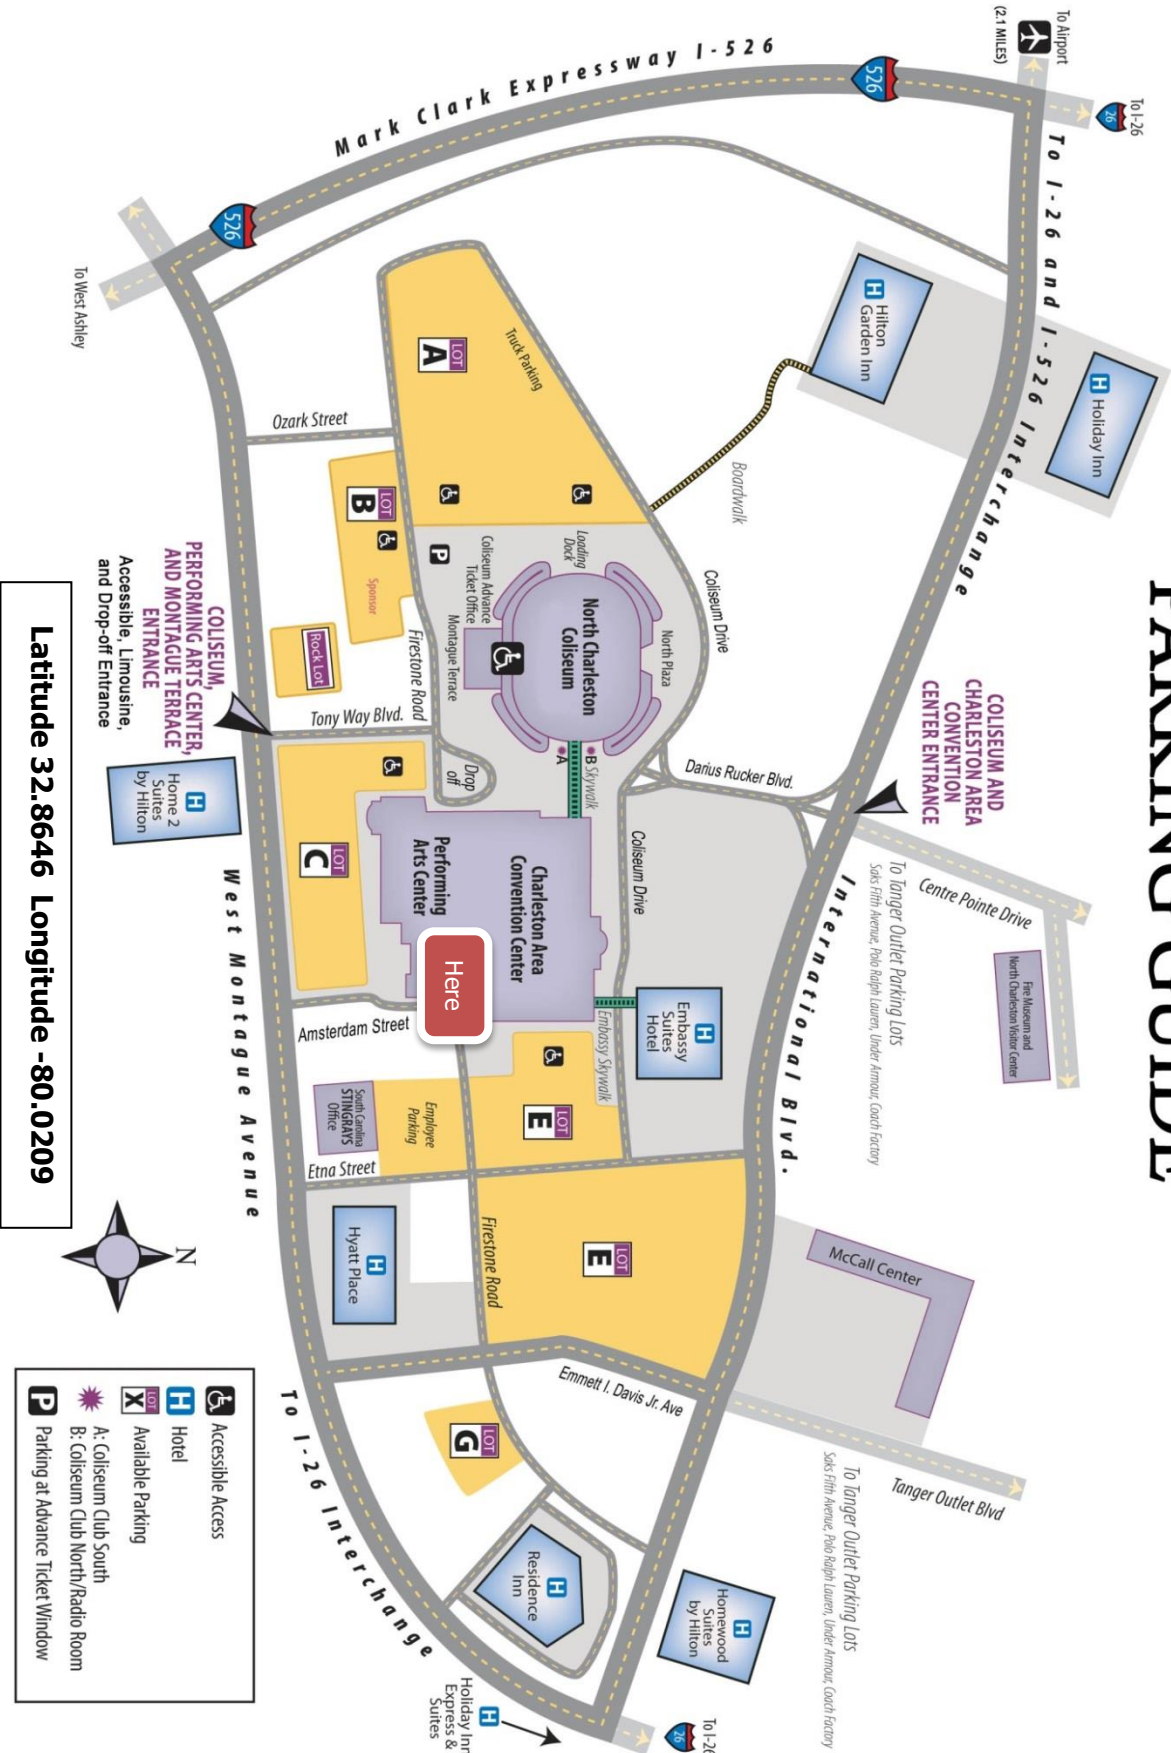 PARKING GUIDE
To Airport
(2.1 MILES)
To I-26
26
526
Mark Clark Expressway I-526
526
To West Ashley
To I-26 and I-526 Interchange
H Holiday Inn
H
Hilton
Garden Inn
Boardwalk
Truck Parking
LOT
A
Ozark Street
LOT
B
Sponsor
Rock Lot
P
Coliseum Advance
Ticket Office
Montague Terrace
Loading
Dock
North Charleston
Coliseum
North Plaza
Coliseum Drive
Firestone Road
Tony Way Blvd.
Drop
off
A
B
Skywalk
Darius Rucker Blvd.
COLISEUM AND
CHARLESTON AREA
CONVENTION
CENTER ENTRANCE
COLISEUM,
PERFORMING ARTS CENTER,
AND MONTAGUE TERRACE
ENTRANCE
Accessible, Limousine,
and Drop-off Entrance
H
Home 2
Suites
by Hilton
LOT
C
Performing
Arts Center
Charleston Area
Convention Center
Here
Coliseum Drive
International Blvd.
Centre Pointe Drive
To Tanger Outlet Parking Lots
Saks Fifth Avenue, Polo Ralph Lauren, Under Armour, Coach Factory
Fire Museum and
North Charleston Visitor Center
H
Embassy
Suites
Hotel
Embassy Skywalk
West Montague Avenue
Amsterdam Street
South Carolina
STINGRAYS
Office
Employee
Parking
LOT
E
Etna Street
H
Hyatt Place
Firestone Road
LOT
E
McCall Center
Emmett I. Davis Jr. Ave
LOT
G
Tanger Outlet Blvd
To Tanger Outlet Parking Lots
Saks Fifth Avenue, Polo Ralph Lauren, Under Armour, Coach Factory
H
Residence
Inn
H
Homewood
Suites
by Hilton
To I-26 Interchange
H
Holiday Inn
Express &
Suites
To I-26
26
Latitude 32.8646 Longitude -80.0209
N
Accessible Access
H Hotel
LOT
X Available Parking
A: Coliseum Club South
B: Coliseum Club North/Radio Room
P Parking at Advance Ticket Window